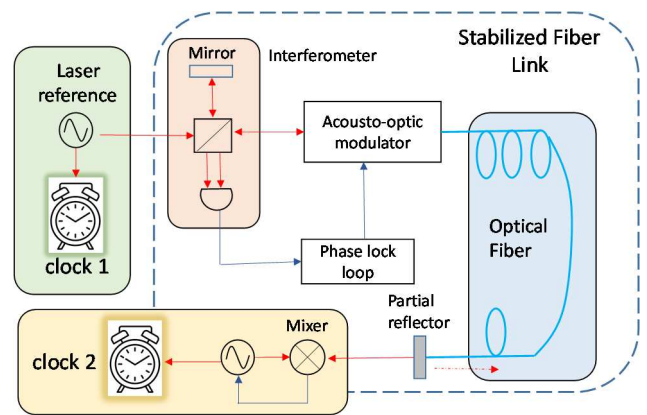 Stabilized Fiber
Link
Mirror
Interferometer
Laser
reference
Acousto-optic
modulator
clock 1
Optical
Fiber
Phase lock
loop
Partial
reflector
Mixer
clock 2